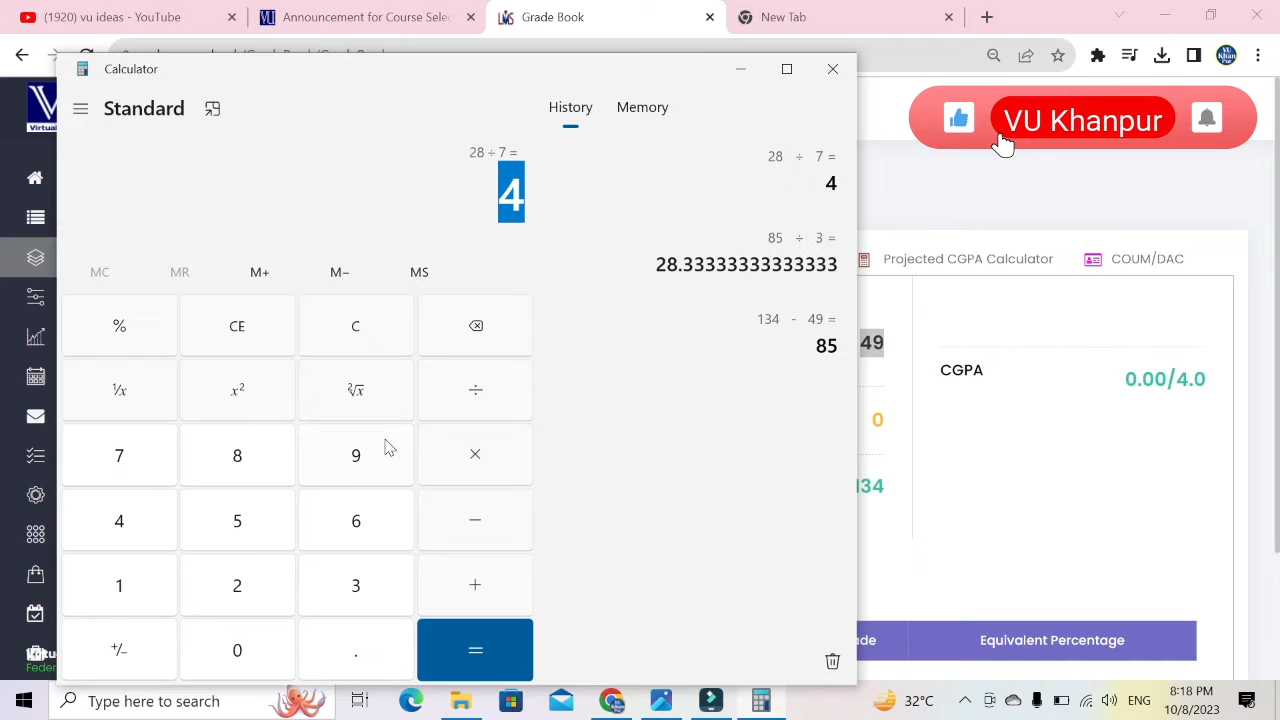 (1920) vu ideas - YouTube
Announcement for Course Selec
Grade Book
New Tab
Calculator
Standard
History
Memory
28 ÷ 7 =
4
28 ÷ 7 =
4
85 ÷ 3 =
28.33333333333333
134 - 49 =
85
MC
MR
M+
M−
MS
%
CE
C
⅟x
x²
²√x
÷
7
8
9
×
4
5
6
−
1
2
3
+
+/−
0
.
=
Virtual
VU Khanpur
Projected CGPA Calculator
COUM/DAC
49
CGPA
0.00/4.0
0
134
Equivalent Percentage
Feder
Type here to search
32°C
ENG
8:18 PM
10/8/2023